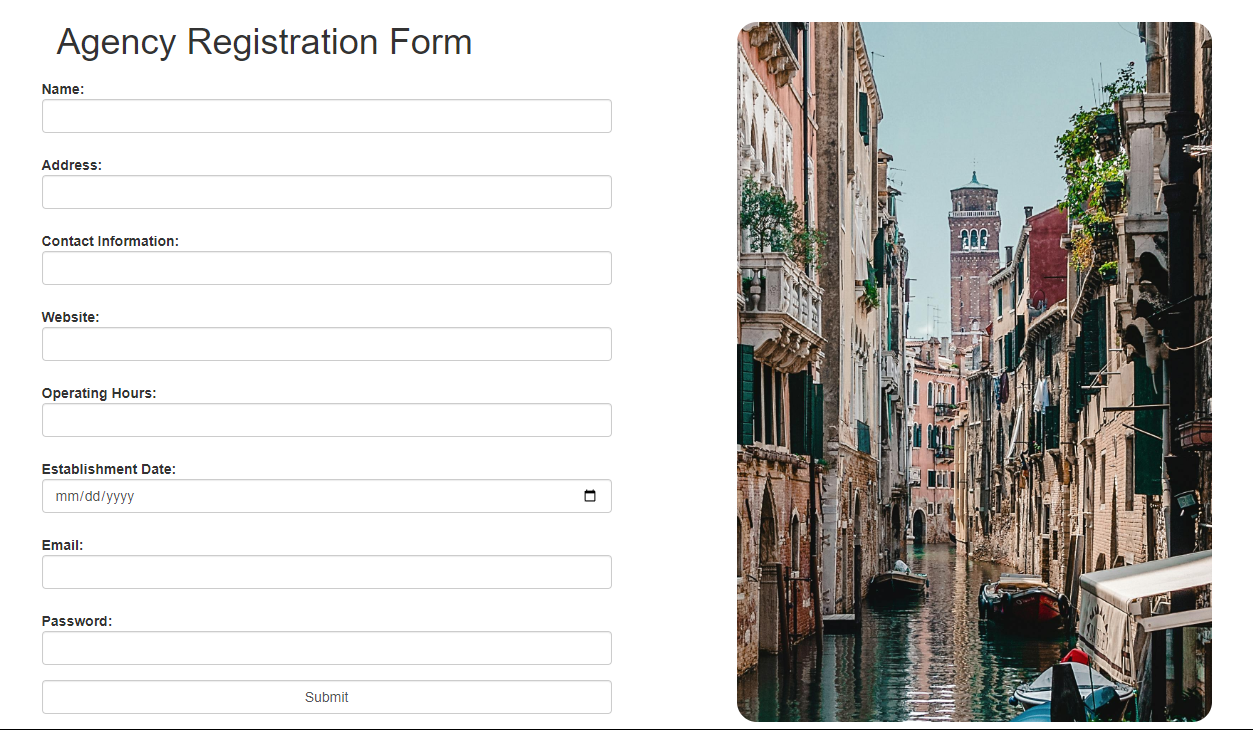 Agency Registration Form
Name:
Address:
Contact Information:
Website:
Operating Hours:
Establishment Date:
mm/dd/yyyy
Email:
Password:
Submit